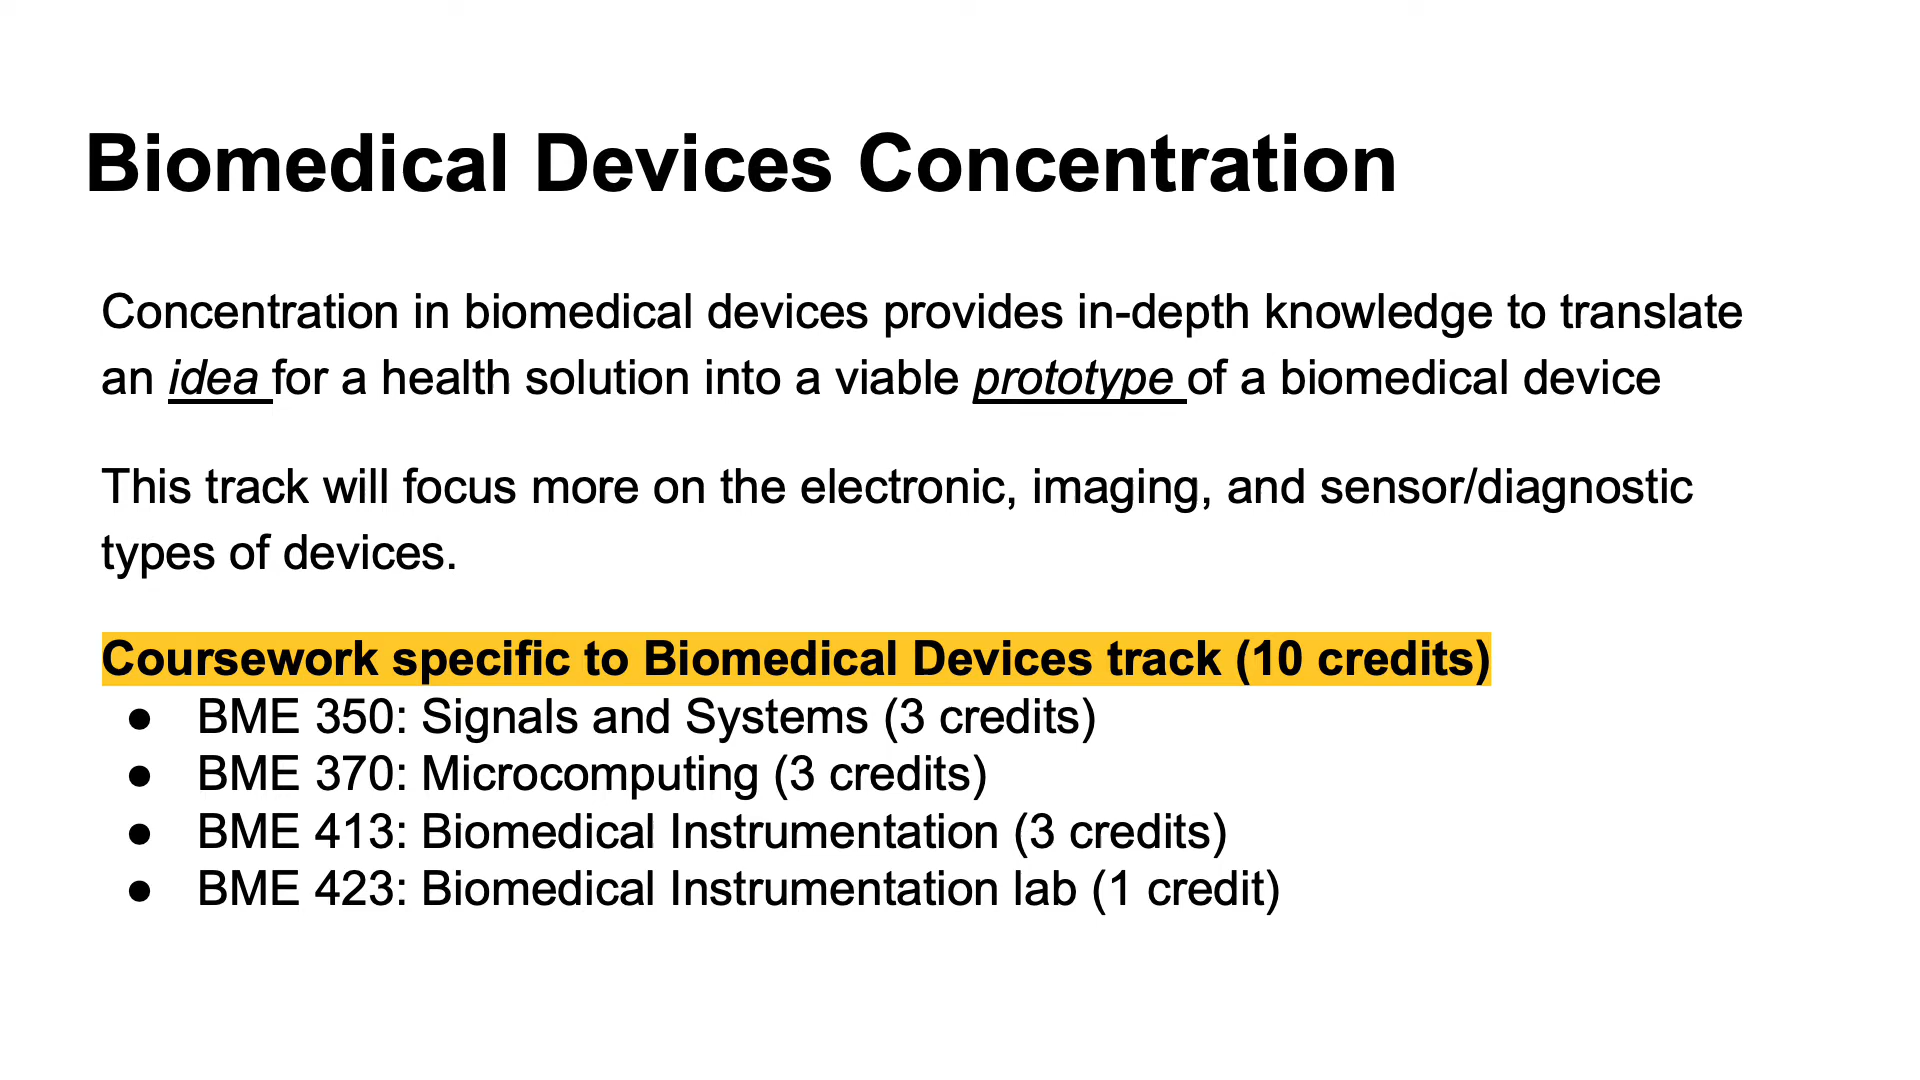 Biomedical Devices Concentration
Concentration in biomedical devices provides in-depth knowledge to translate
an idea for a health solution into a viable prototype of a biomedical device
This track will focus more on the electronic, imaging, and sensor/diagnostic
types of devices.
Coursework specific to Biomedical Devices track (10 credits)
● BME 350: Signals and Systems (3 credits)
● BME 370: Microcomputing (3 credits)
● BME 413: Biomedical Instrumentation (3 credits)
● BME 423: Biomedical Instrumentation lab (1 credit)